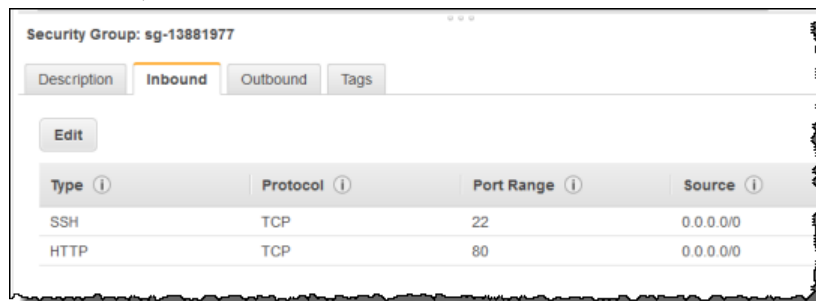 Security Group: sg-13881977
Description Inbound Outbound Tags
Edit
Type Protocol Port Range Source
SSH TCP 22 0.0.0.0/0
HTTP TCP 80 0.0.0.0/0